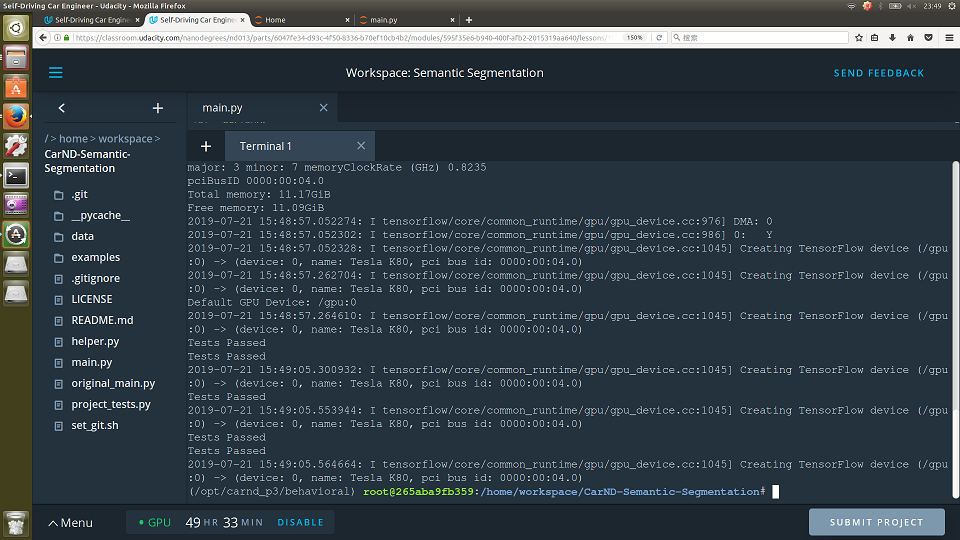 Self-Driving Car Engineer - Udacity - Mozilla Firefox
23:49
Self-Driving Car Engine
Self-Driving Car Engine
Home
main.py
https://classroom.udacity.com/nanodegrees/nd013/parts/6047fe34-d93c-4f50-8336-b70ef10cb4b2/modules/595f35e6-b940-400f-afb2-2015319aa640/lessons/
150%
搜索
Workspace: Semantic Segmentation
SEND FEEDBACK
main.py
/ > home > workspace >
CarND-Semantic-
Segmentation
.git
__pycache__
data
examples
.gitignore
LICENSE
README.md
helper.py
main.py
original_main.py
project_tests.py
set_git.sh
Terminal 1
major: 3 minor: 7 memoryClockRate (GHz) 0.8235
pciBusID 0000:00:04.0
Total memory: 11.17GiB
Free memory: 11.09GiB
2019-07-21 15:48:57.052274: I tensorflow/core/common_runtime/gpu/gpu_device.cc:976] DMA: 0
2019-07-21 15:48:57.052302: I tensorflow/core/common_runtime/gpu/gpu_device.cc:986] 0:   Y
2019-07-21 15:48:57.052328: I tensorflow/core/common_runtime/gpu/gpu_device.cc:1045] Creating TensorFlow device (/gpu
:0) -> (device: 0, name: Tesla K80, pci bus id: 0000:00:04.0)
2019-07-21 15:48:57.262704: I tensorflow/core/common_runtime/gpu/gpu_device.cc:1045] Creating TensorFlow device (/gpu
:0) -> (device: 0, name: Tesla K80, pci bus id: 0000:00:04.0)
Default GPU Device: /gpu:0
2019-07-21 15:48:57.264610: I tensorflow/core/common_runtime/gpu/gpu_device.cc:1045] Creating TensorFlow device (/gpu
:0) -> (device: 0, name: Tesla K80, pci bus id: 0000:00:04.0)
Tests Passed
Tests Passed
2019-07-21 15:49:05.300932: I tensorflow/core/common_runtime/gpu/gpu_device.cc:1045] Creating TensorFlow device (/gpu
:0) -> (device: 0, name: Tesla K80, pci bus id: 0000:00:04.0)
Tests Passed
2019-07-21 15:49:05.553944: I tensorflow/core/common_runtime/gpu/gpu_device.cc:1045] Creating TensorFlow device (/gpu
:0) -> (device: 0, name: Tesla K80, pci bus id: 0000:00:04.0)
Tests Passed
Tests Passed
2019-07-21 15:49:05.564664: I tensorflow/core/common_runtime/gpu/gpu_device.cc:1045] Creating TensorFlow device (/gpu
:0) -> (device: 0, name: Tesla K80, pci bus id: 0000:00:04.0)
(/opt/carnd_p3/behavioral) root@265aba9fb359:/home/workspace/CarND-Semantic-Segmentation#
Menu
GPU
49 HR 33 MIN
DISABLE
SUBMIT PROJECT